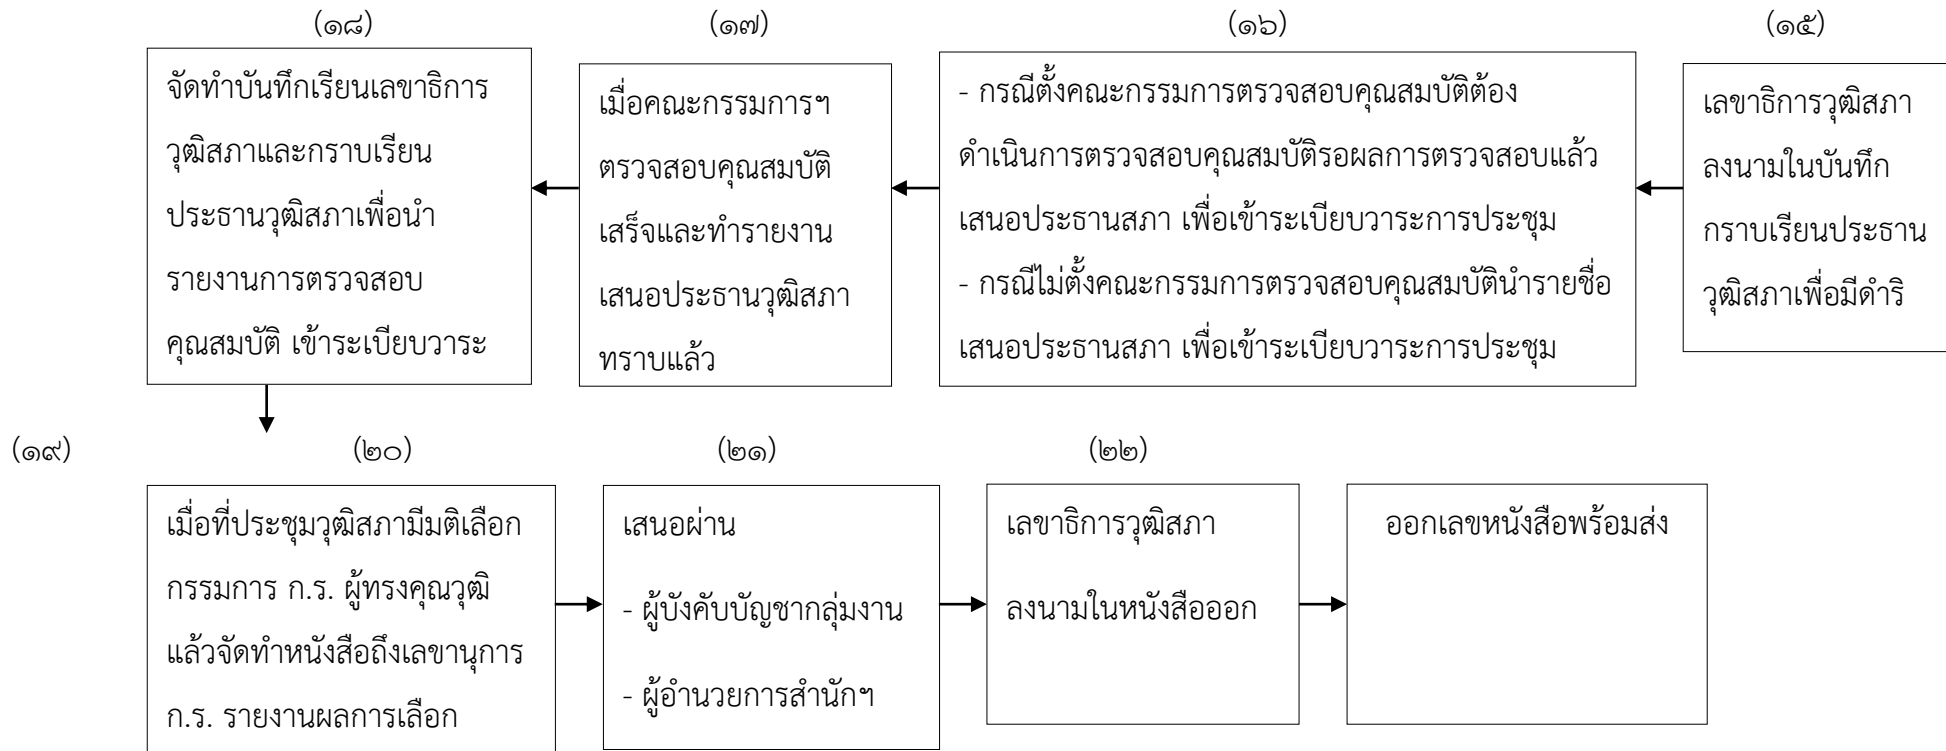 (๑๘) (๑๗) (๑๖) (๑๕)
จัดทำบันทึกเรียนเลขาธิการ
วุฒิสภาและกราบเรียน
ประธานวุฒิสภาเพื่อนำ
รายงานการตรวจสอบ
คุณสมบัติ เข้าระเบียบวาระ
เมื่อคณะกรรมการฯ
ตรวจสอบคุณสมบัติ
เสร็จและทำรายงาน
เสนอประธานวุฒิสภา
ทราบแล้ว
- กรณีตั้งคณะกรรมการตรวจสอบคุณสมบัติต้อง
ดำเนินการตรวจสอบคุณสมบัติรอผลการตรวจสอบแล้ว
เสนอประธานสภา เพื่อเข้าระเบียบวาระการประชุม
- กรณีไม่ตั้งคณะกรรมการตรวจสอบคุณสมบัตินำรายชื่อ
เสนอประธานสภา เพื่อเข้าระเบียบวาระการประชุม
เลขาธิการวุฒิสภา
ลงนามในบันทึก
กราบเรียนประธาน
วุฒิสภาเพื่อมีดำริ
(๑๙) (๒๐) (๒๑) (๒๒)
เมื่อที่ประชุมวุฒิสภามีมติเลือก
กรรมการ ก.ร. ผู้ทรงคุณวุฒิ
แล้วจัดทำหนังสือถึงเลขานุการ
ก.ร. รายงานผลการเลือก
เสนอผ่าน
- ผู้บังคับบัญชากลุ่มงาน
- ผู้อำนวยการสำนักฯ
เลขาธิการวุฒิสภา
ลงนามในหนังสือออก
ออกเลขหนังสือพร้อมส่ง